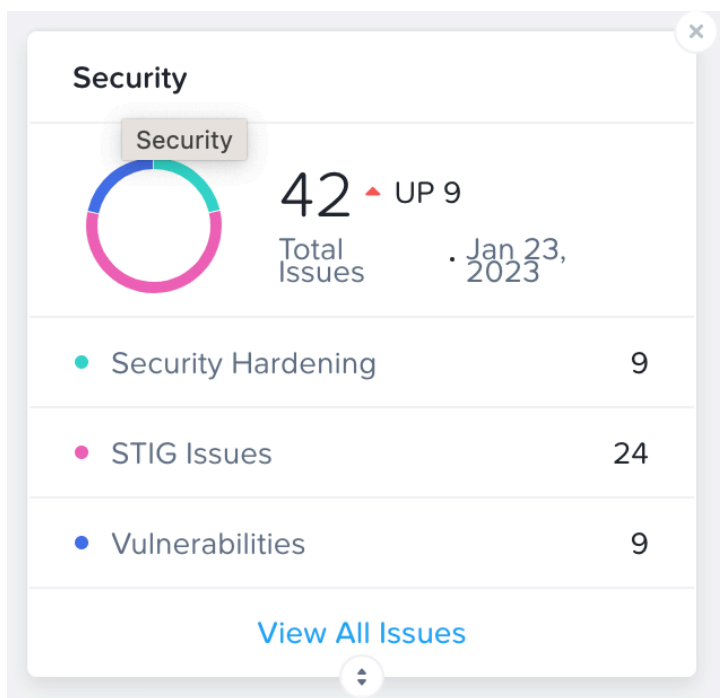 Security
Security
42 UP 9
Total
Issues
. Jan 23,
2023
Security Hardening 9
STIG Issues 24
Vulnerabilities 9
View All Issues